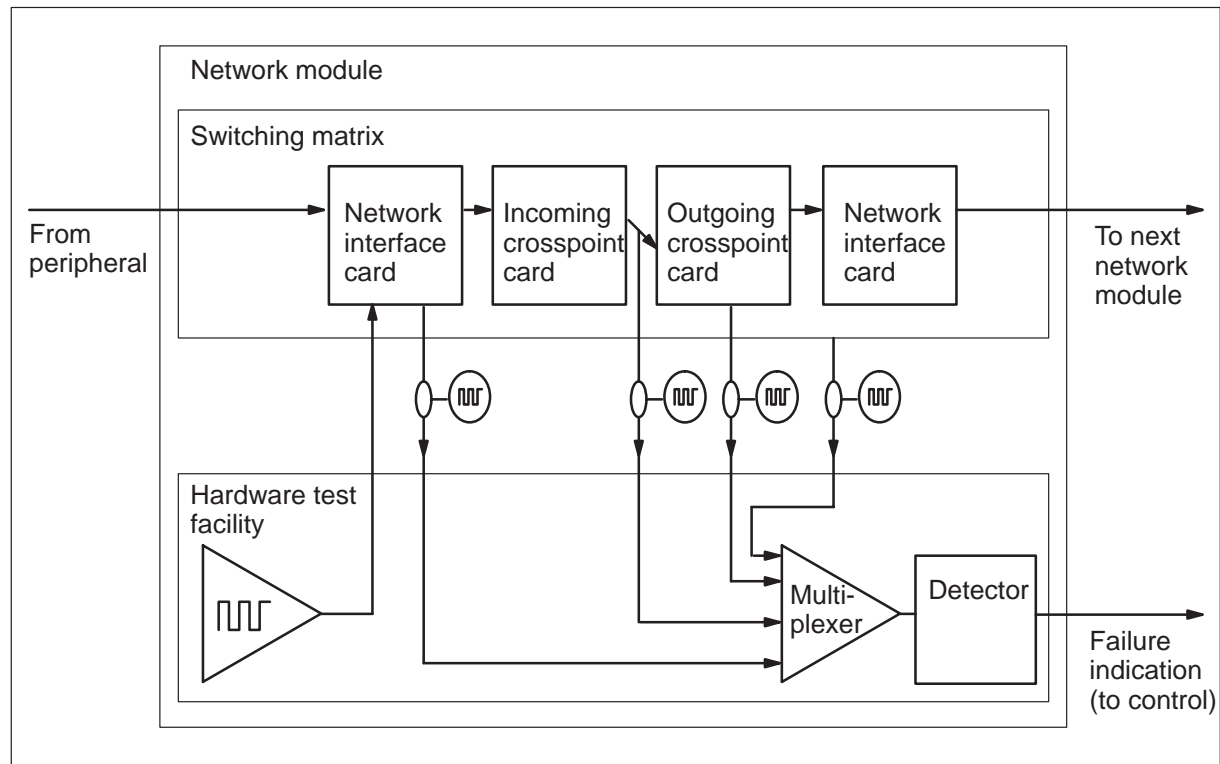 Network module
Switching matrix
From
peripheral
Network
interface
card
Incoming
crosspoint
card
Outgoing
crosspoint
card
Network
interface
card
To next
network
module
Hardware test
facility
Multi-
plexer
Detector
Failure
indication
(to control)